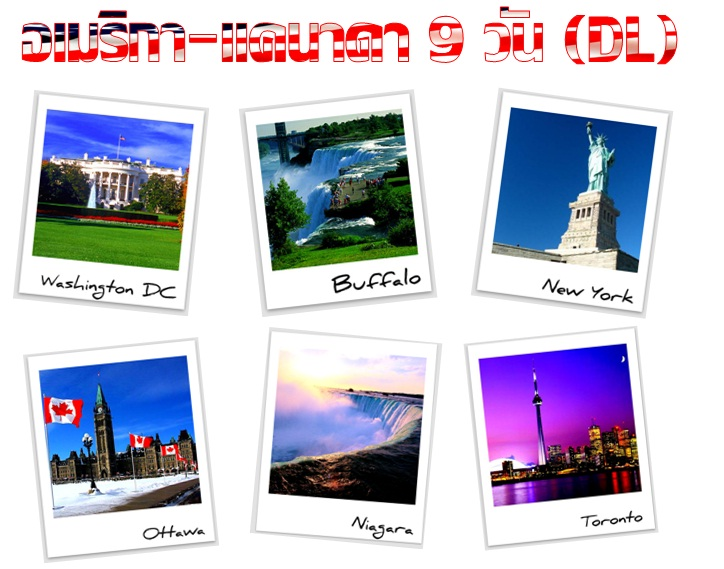 อเมริกา-แคนาดา 9 วัน (DL)
Washington DC
Buffalo
New York
Ottawa
Niagara
Toronto